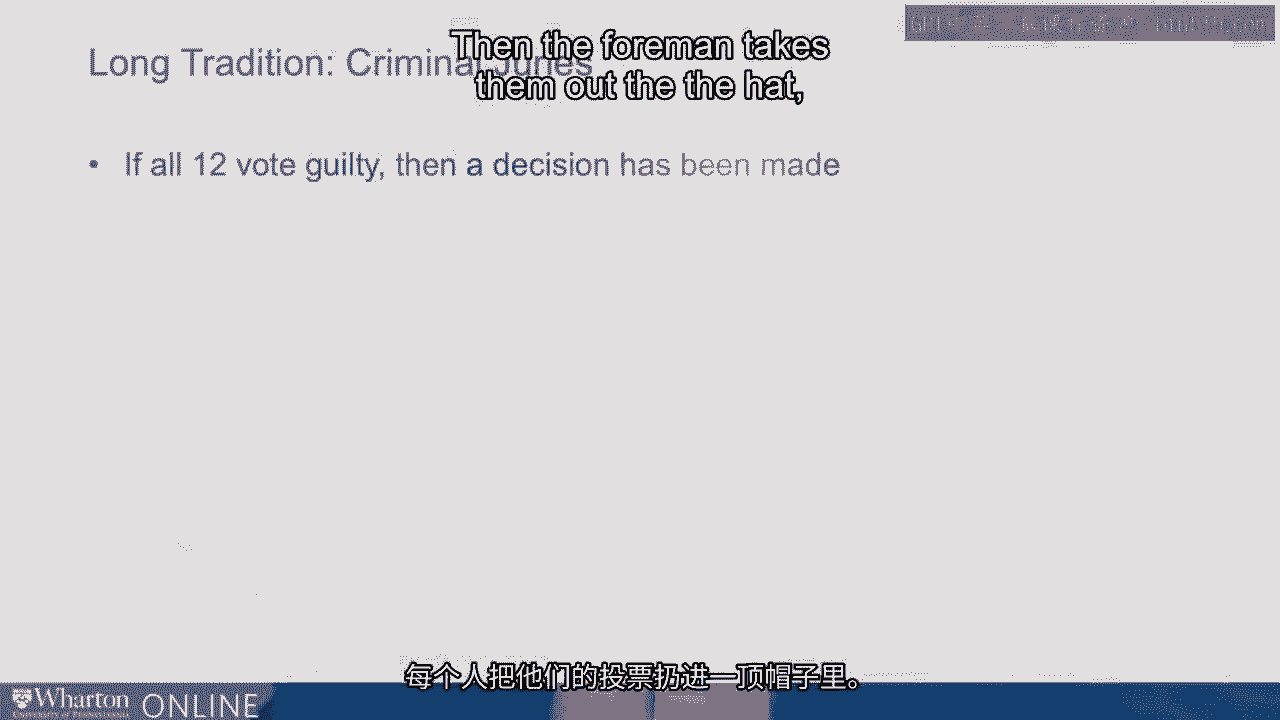 Then the foreman takes
them out the the hat,
Long Tradition: Criminal Juries
• If all 12 vote guilty, then a decision has been made
每个人把他们的投票扔进一顶帽子里。
Wharton ONLINE